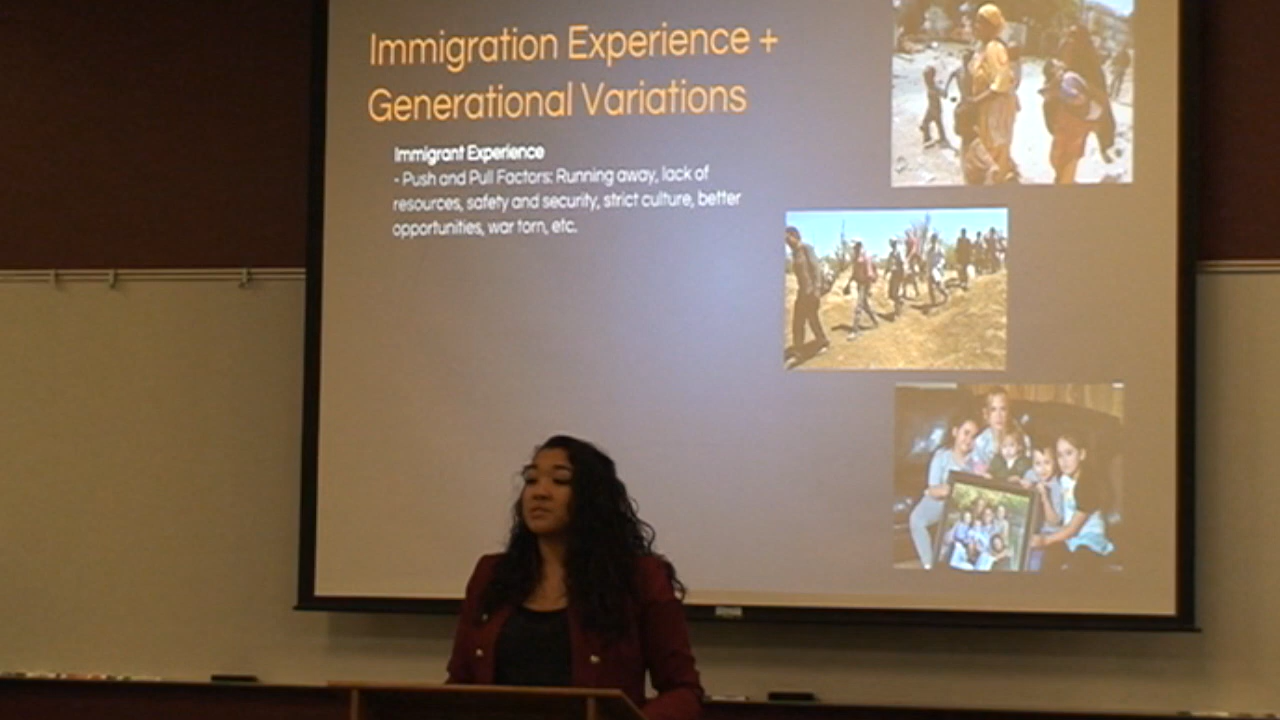 Immigration Experience +
Generational Variations
Immigrant Experience
- Push and Pull Factors: Running away, lack of
resources, safety and security, strict culture, better
opportunities, war torn, etc.